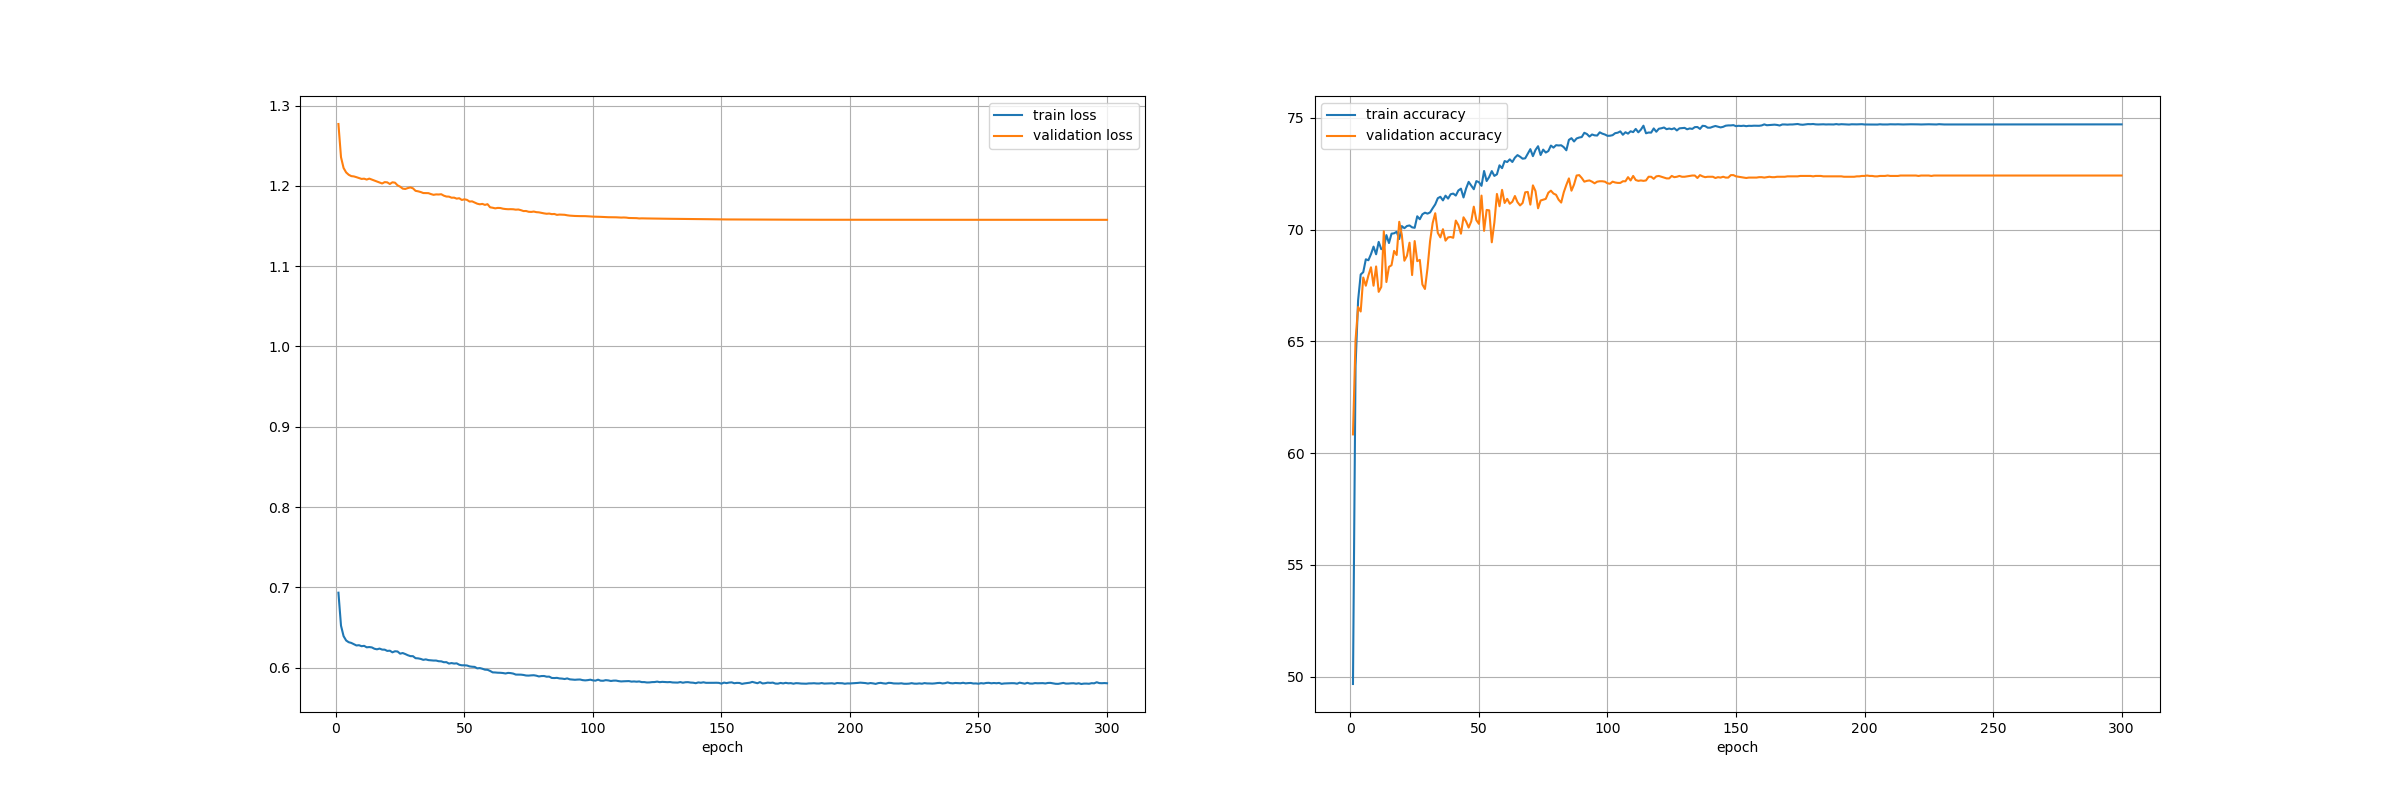 train loss
validation loss
1.3
1.2
1.1
1.0
0.9
0.8
0.7
0.6
0 50 100 150 200 250 300
epoch
train accuracy
validation accuracy
75
70
65
60
55
50
0 50 100 150 200 250 300
epoch